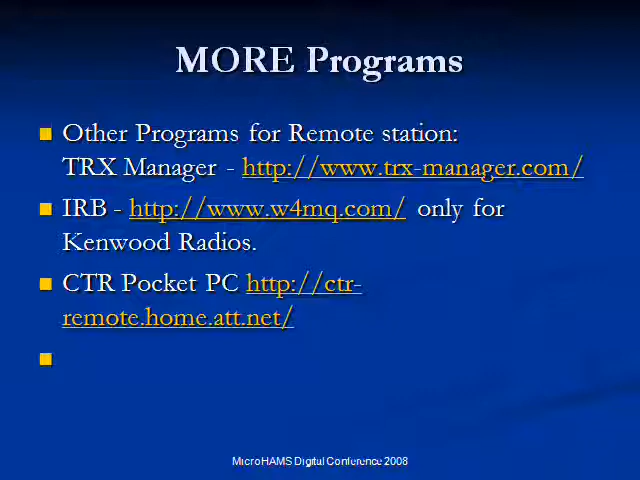 MORE Programs
Other Programs for Remote station:
TRX Manager - http://www.trx-manager.com/
IRB - http://www.w4mq.com/ only for
Kenwood Radios.
CTR Pocket PC http://ctr-
remote.home.att.net/
MicroHAMS Digital Conference 2008